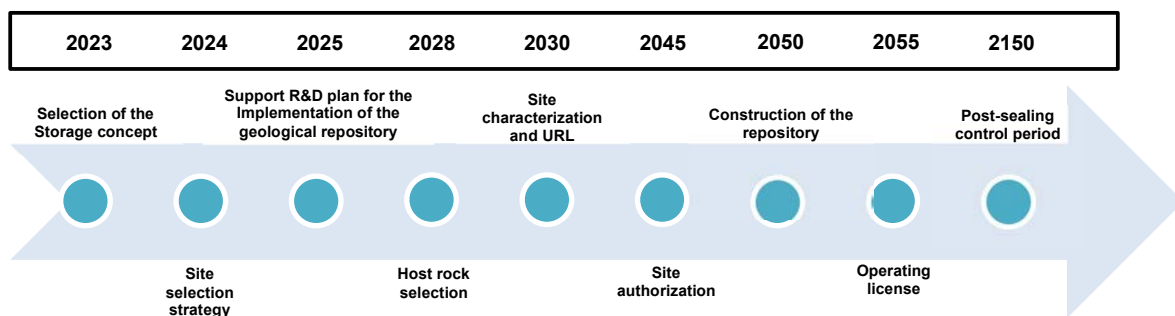 2023 2024 2025 2028 2030 2045 2050 2055 2150
Selection of the
Storage concept
Support R&D plan for the
Implementation of the
geological repository
Site
characterization
and URL
Construction of the
repository
Post-sealing
control period
Site
selection
strategy
Host rock
selection
Site
authorization
Operating
license